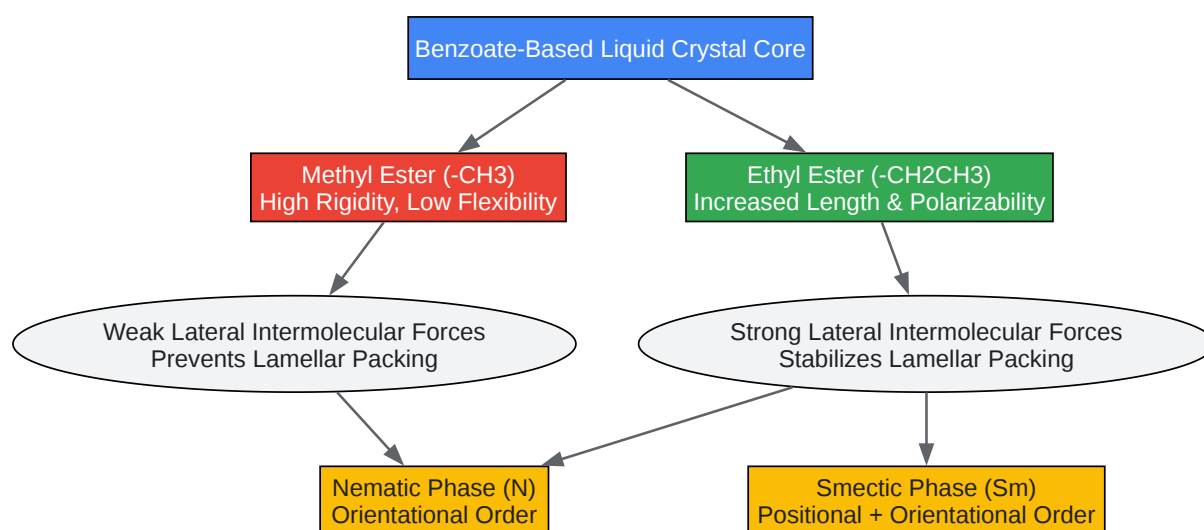 Benzoate-Based Liquid Crystal Core
Methyl Ester (-CH3)
High Rigidity, Low Flexibility
Ethyl Ester (-CH2CH3)
Increased Length & Polarizability
Weak Lateral Intermolecular Forces
Prevents Lamellar Packing
Strong Lateral Intermolecular Forces
Stabilizes Lamellar Packing
Nematic Phase (N)
Orientational Order
Smectic Phase (Sm)
Positional + Orientational Order